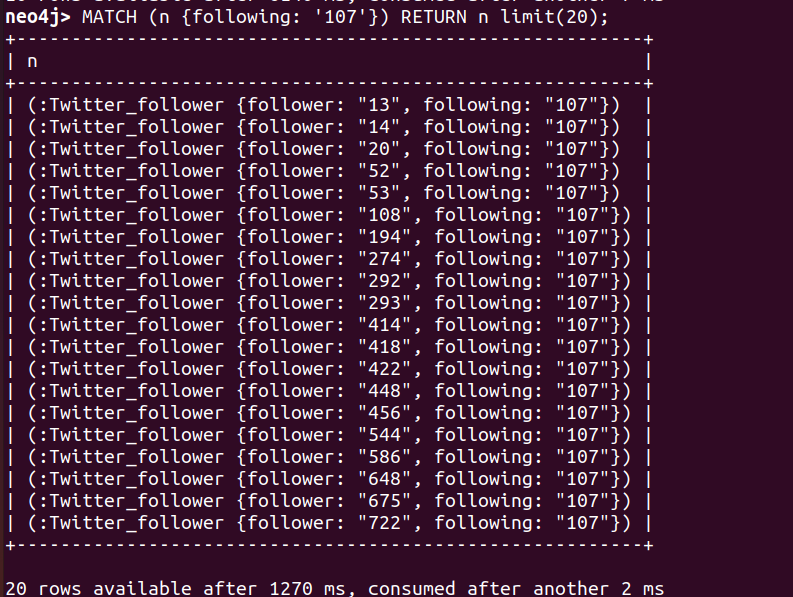 neo4j> MATCH (n {following: '107'}) RETURN n limit(20);
+---------------------------------------------------------+
| n                                                       |
+---------------------------------------------------------+
| (:Twitter_follower {follower: "13", following: "107"})  |
| (:Twitter_follower {follower: "14", following: "107"})  |
| (:Twitter_follower {follower: "20", following: "107"})  |
| (:Twitter_follower {follower: "52", following: "107"})  |
| (:Twitter_follower {follower: "53", following: "107"})  |
| (:Twitter_follower {follower: "108", following: "107"}) |
| (:Twitter_follower {follower: "194", following: "107"}) |
| (:Twitter_follower {follower: "274", following: "107"}) |
| (:Twitter_follower {follower: "292", following: "107"}) |
| (:Twitter_follower {follower: "293", following: "107"}) |
| (:Twitter_follower {follower: "414", following: "107"}) |
| (:Twitter_follower {follower: "418", following: "107"}) |
| (:Twitter_follower {follower: "422", following: "107"}) |
| (:Twitter_follower {follower: "448", following: "107"}) |
| (:Twitter_follower {follower: "456", following: "107"}) |
| (:Twitter_follower {follower: "544", following: "107"}) |
| (:Twitter_follower {follower: "586", following: "107"}) |
| (:Twitter_follower {follower: "648", following: "107"}) |
| (:Twitter_follower {follower: "675", following: "107"}) |
| (:Twitter_follower {follower: "722", following: "107"}) |
+---------------------------------------------------------+
20 rows available after 1270 ms, consumed after another 2 ms